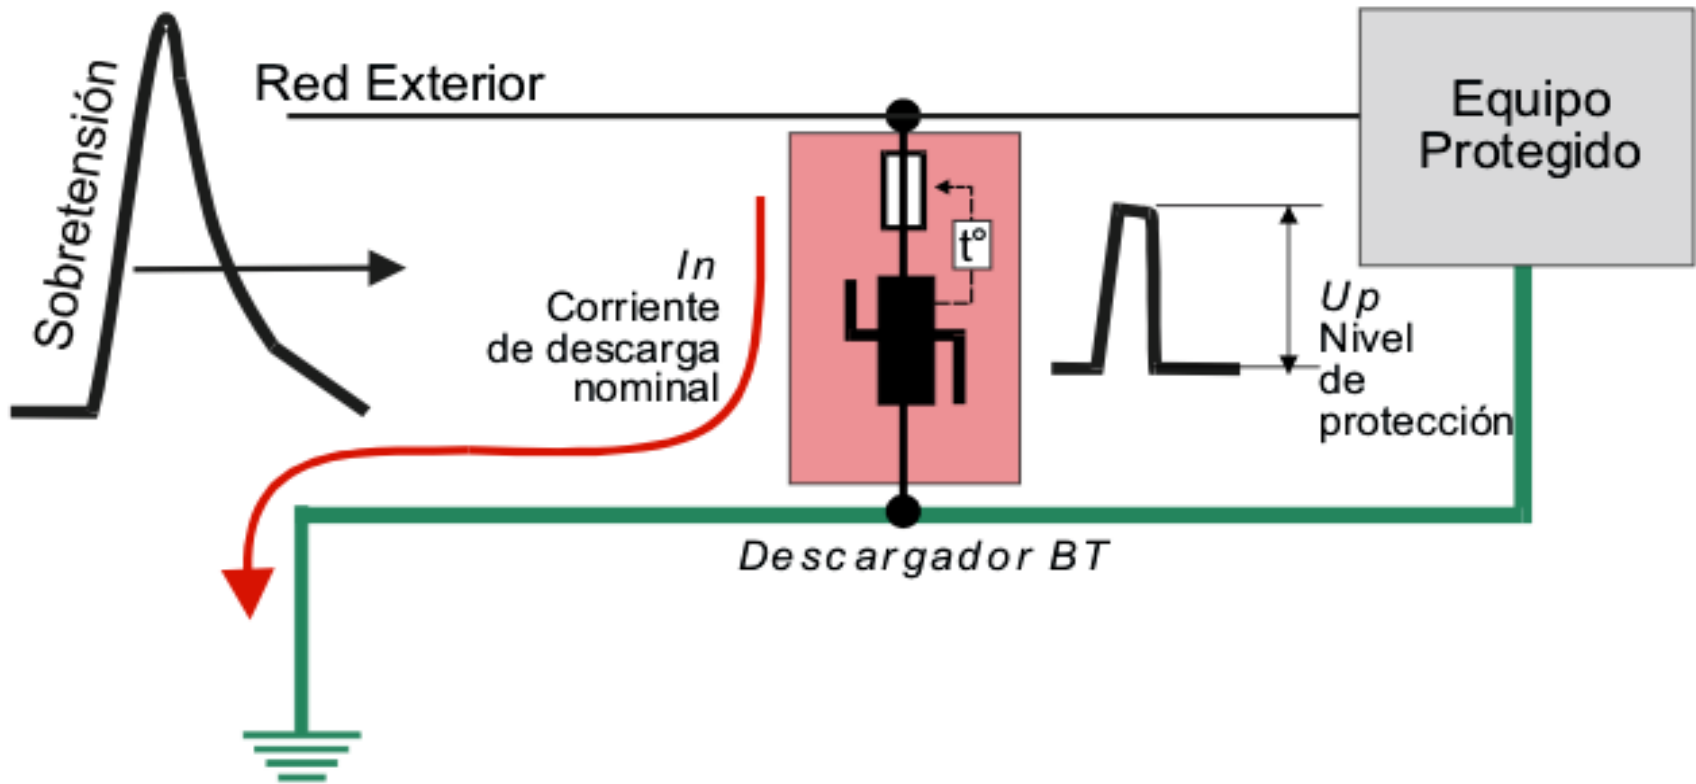 Sobretensión
Red Exterior
Equipo
Protegido
In
Corriente
de descarga
nominal
t°
Up
Nivel
de
protección
Descargador BT